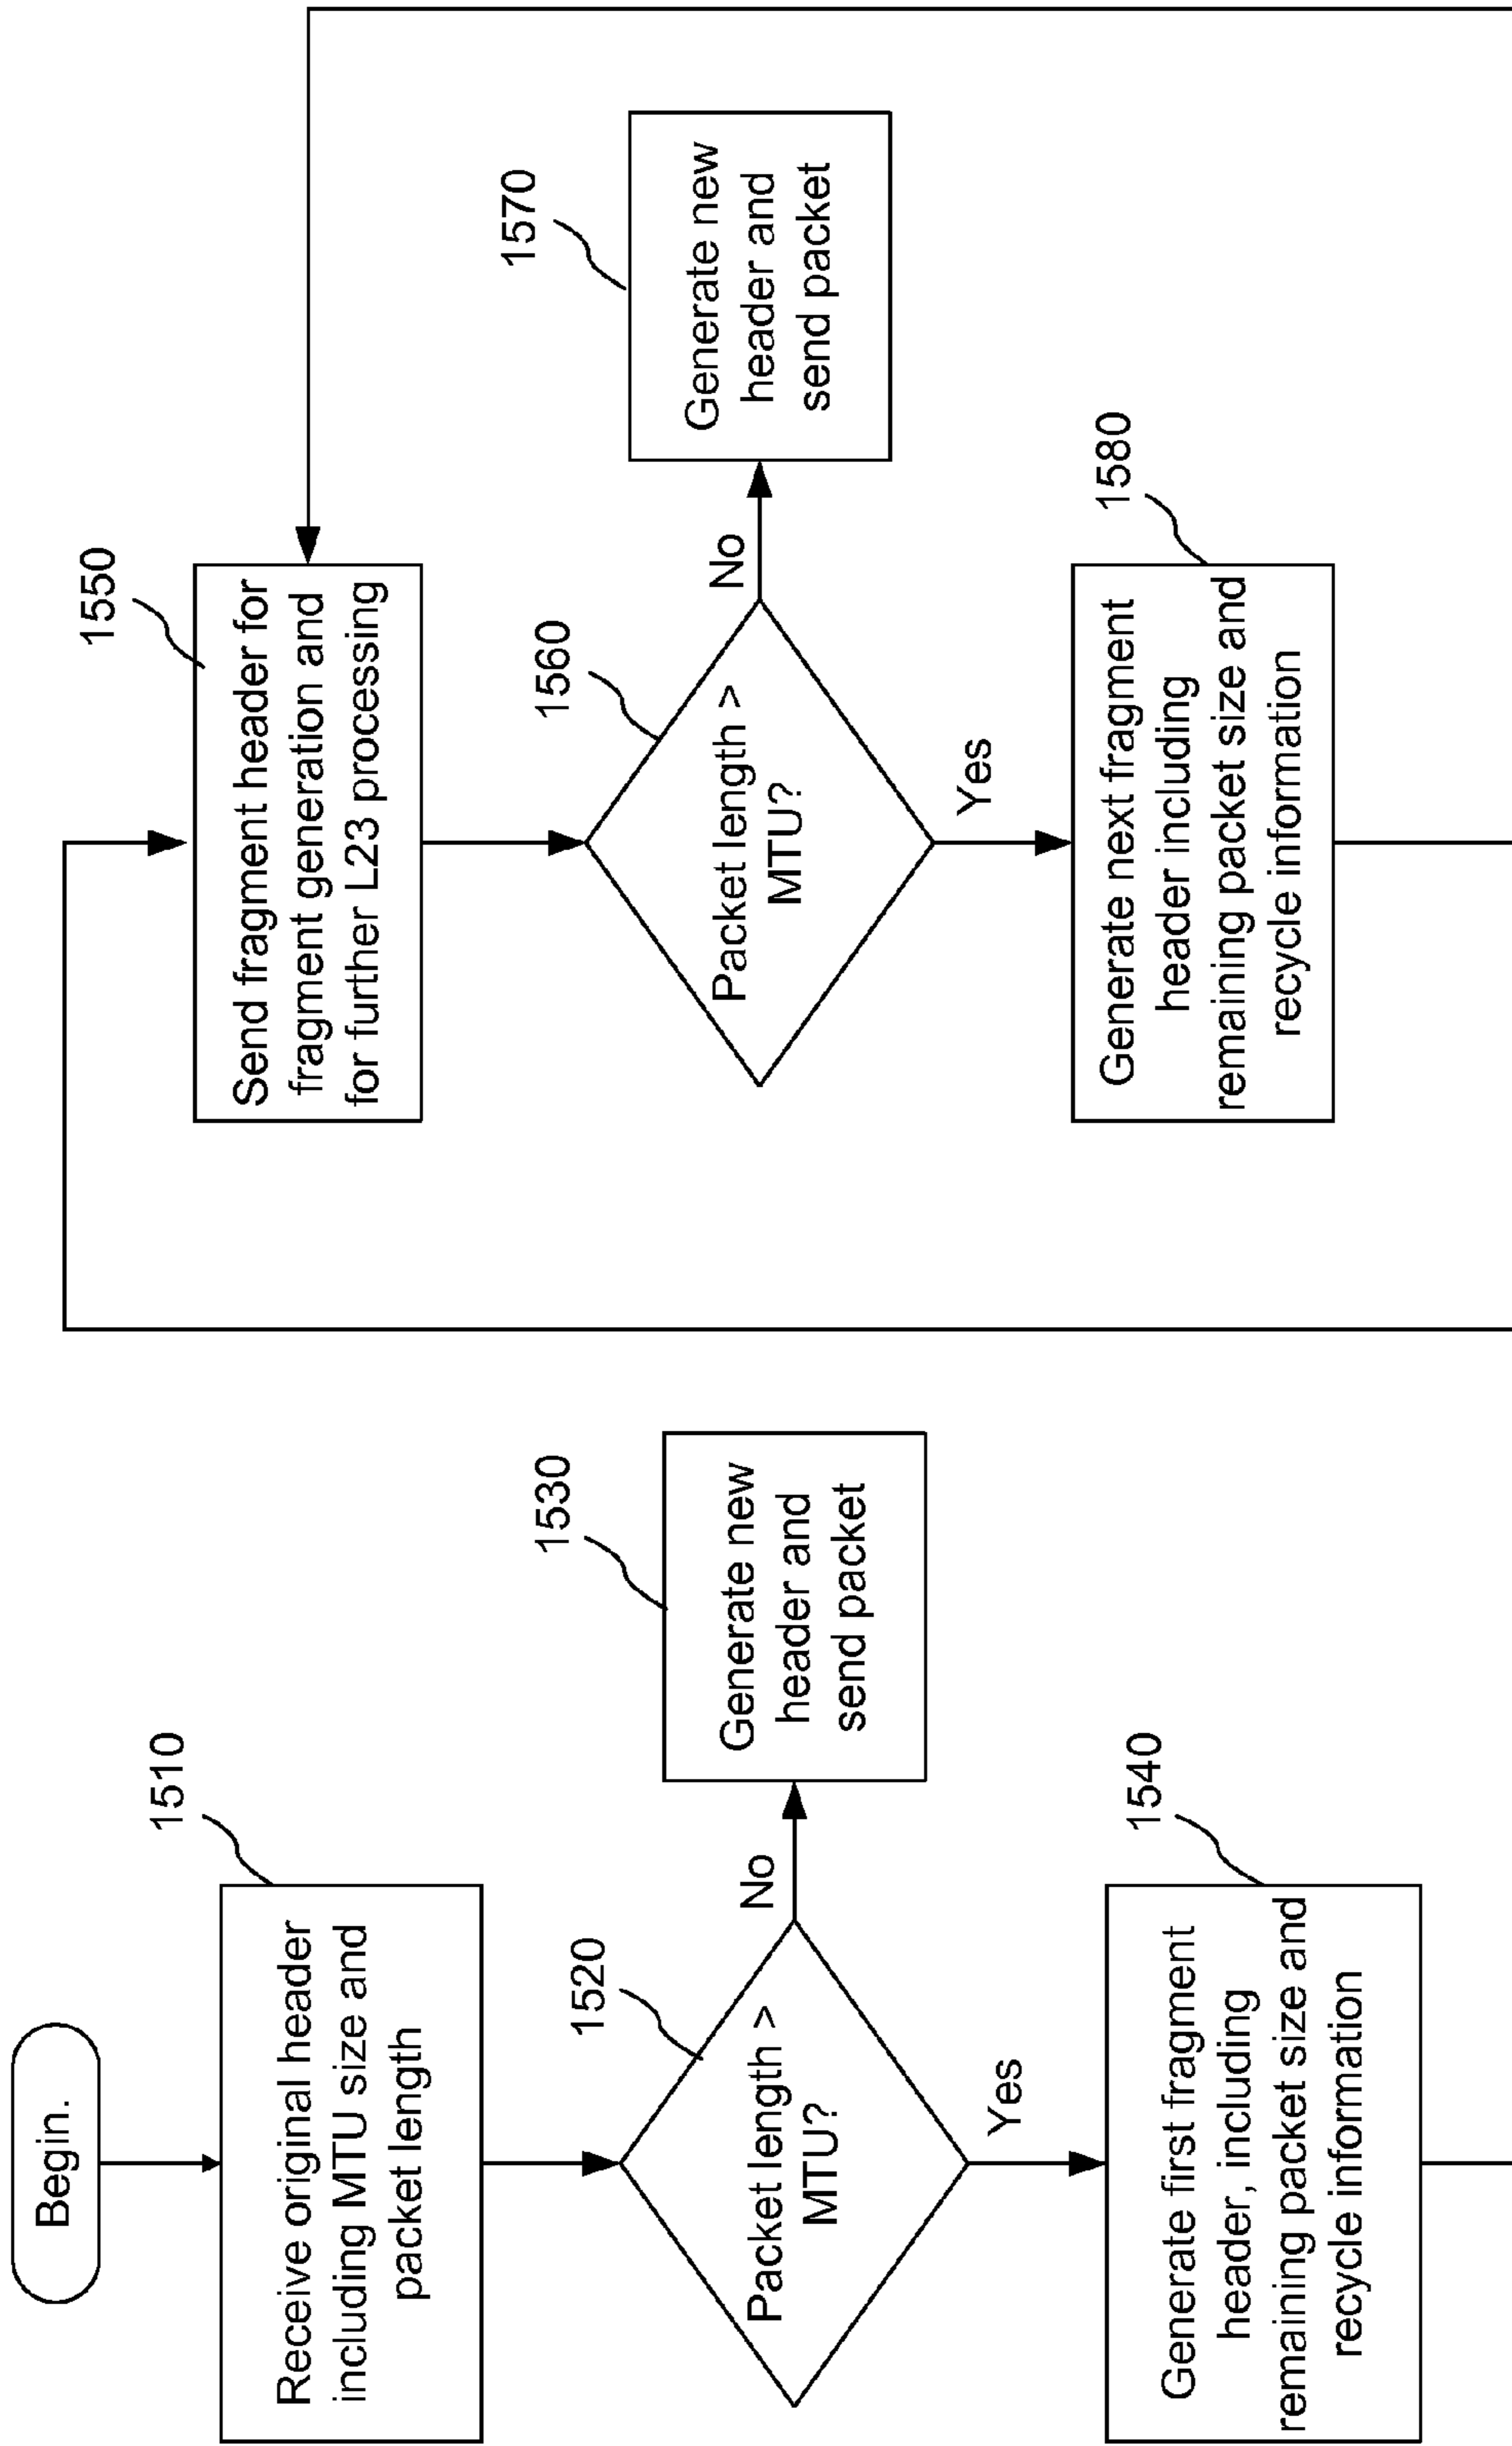 Begin.
1510
Receive original header
including MTU size and
packet length
1520
Packet length >
MTU?
No
1530
Generate new
header and
send packet
Yes
1540
Generate first fragment
header, including
remaining packet size and
recycle information
1550
Send fragment header for
fragment generation and
for further L23 processing
1560
Packet length >
MTU?
No
1570
Generate new
header and
send packet
Yes
1580
Generate next fragment
header including
remaining packet size and
recycle information